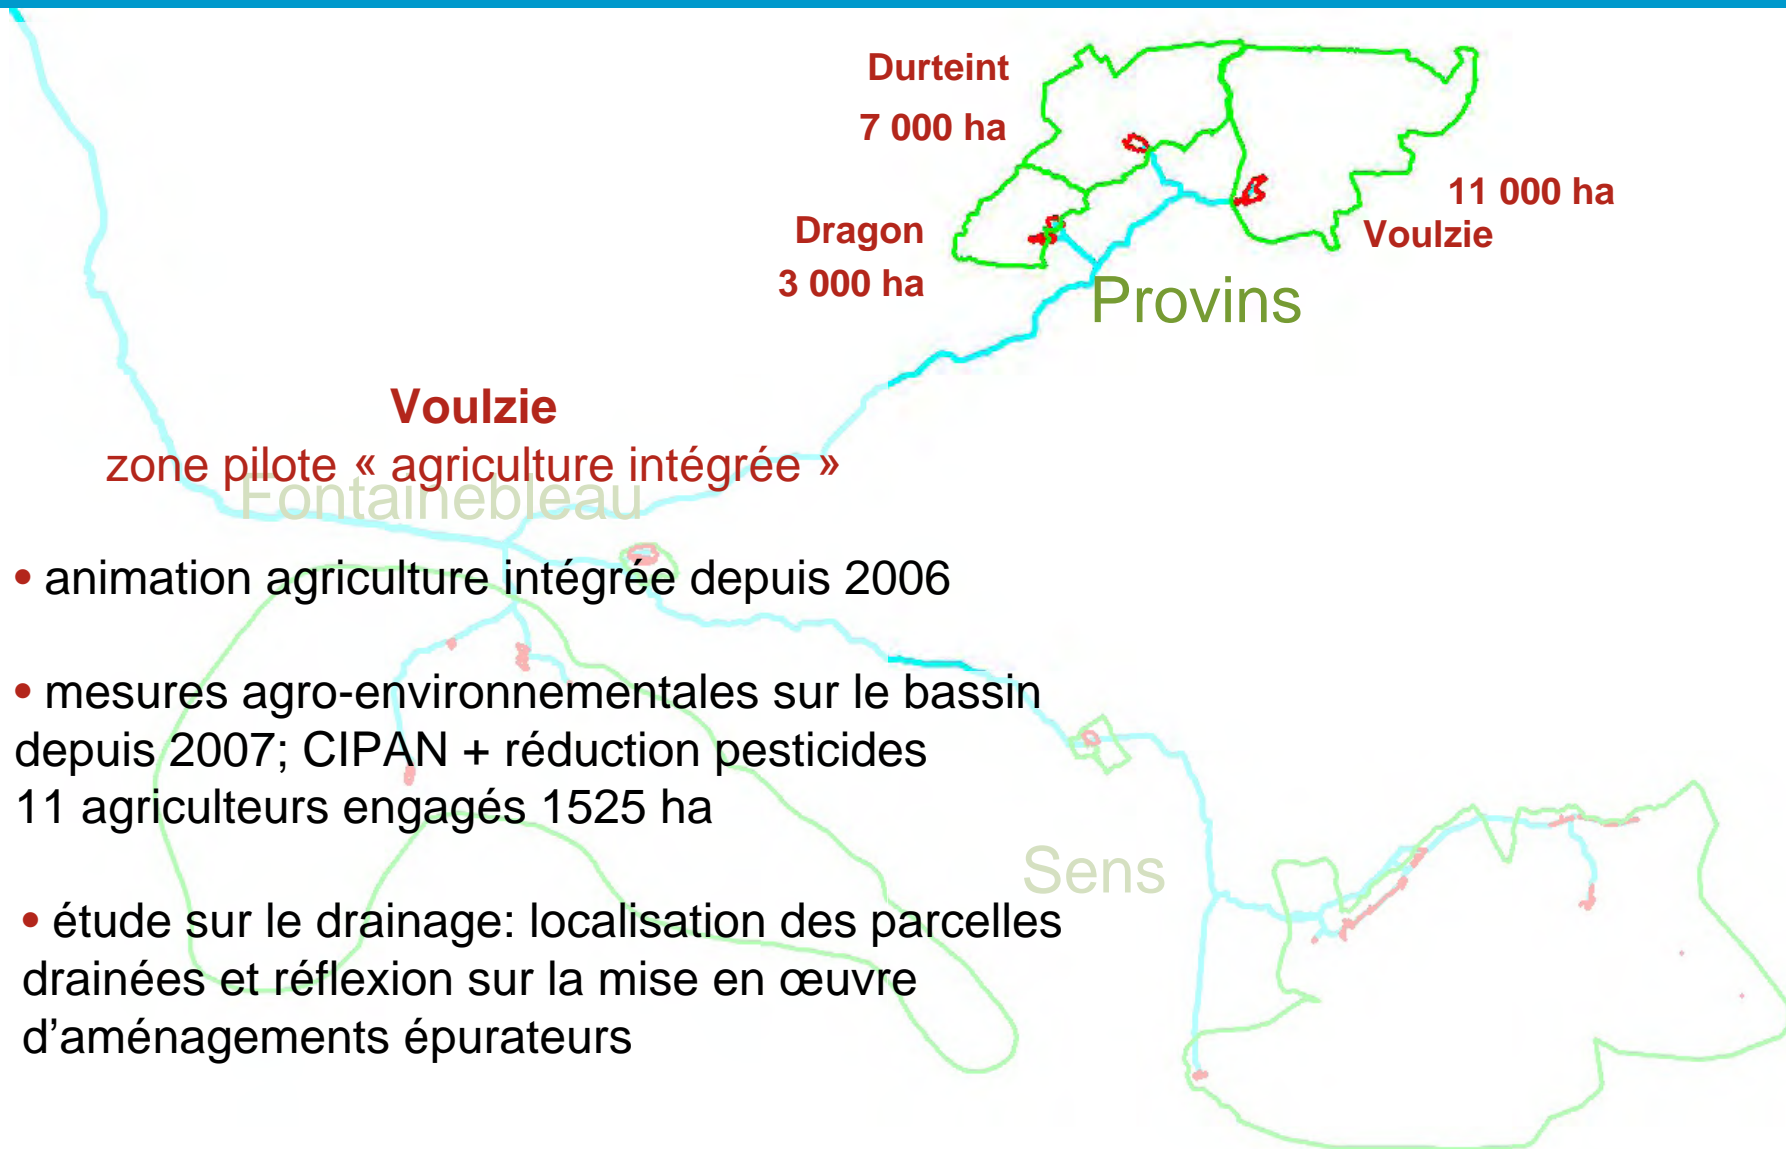 Durteint
7 000 ha
11 000 ha
Voulzie
Dragon
3 000 ha
Provins
Voulzie
zone pilote « agriculture intégrée »
Fontainebleau
• animation agriculture intégrée depuis 2006
• mesures agro-environnementales sur le bassin
depuis 2007; CIPAN + réduction pesticides
11 agriculteurs engagés 1525 ha
Sens
• étude sur le drainage: localisation des parcelles
drainées et réflexion sur la mise en œuvre
d’aménagements épurateurs